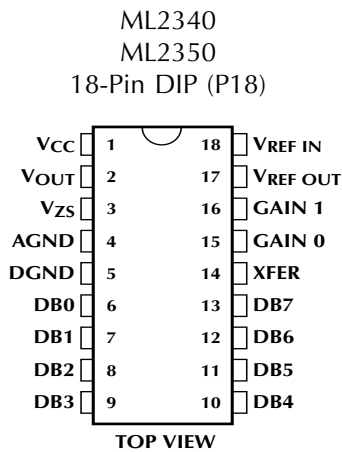 ML2340
ML2350
18-Pin DIP (P18)
VCC 1 18 VREF IN
VOUT 2 17 VREF OUT
VZS 3 16 GAIN 1
AGND 4 15 GAIN 0
DGND 5 14 XFER
DB0 6 13 DB7
DB1 7 12 DB6
DB2 8 11 DB5
DB3 9 10 DB4
TOP VIEW